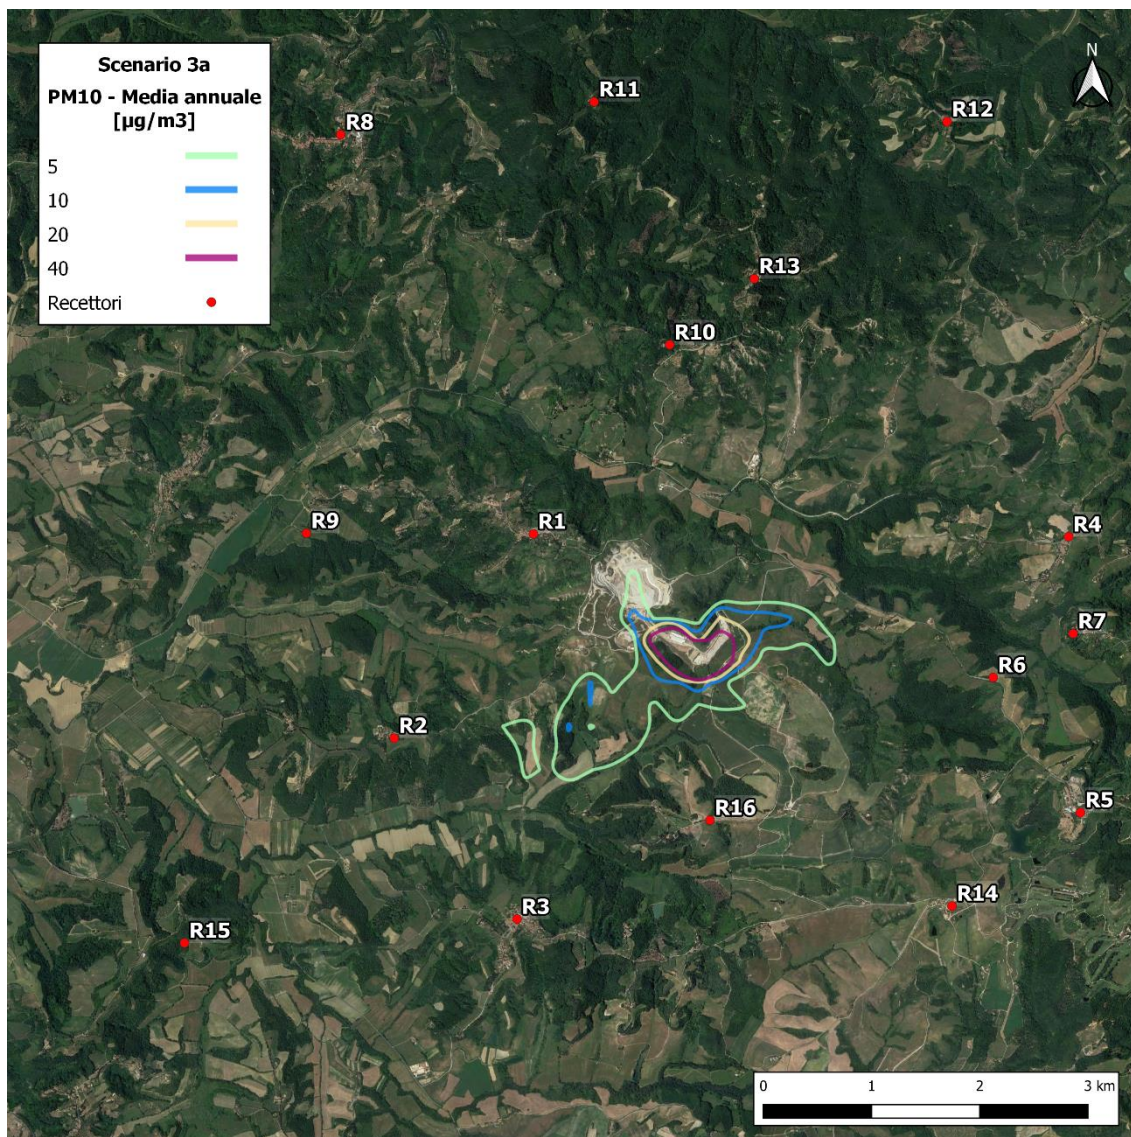 Scenario 3a
PM10 - Media annuale
[µg/m3]
5
10
20
40
Recettori
N
R11
R12
R8
R13
R10
R1
R9
R4
R7
R6
R2
R5
R16
R14
R3
R15
0 1 2 3 km